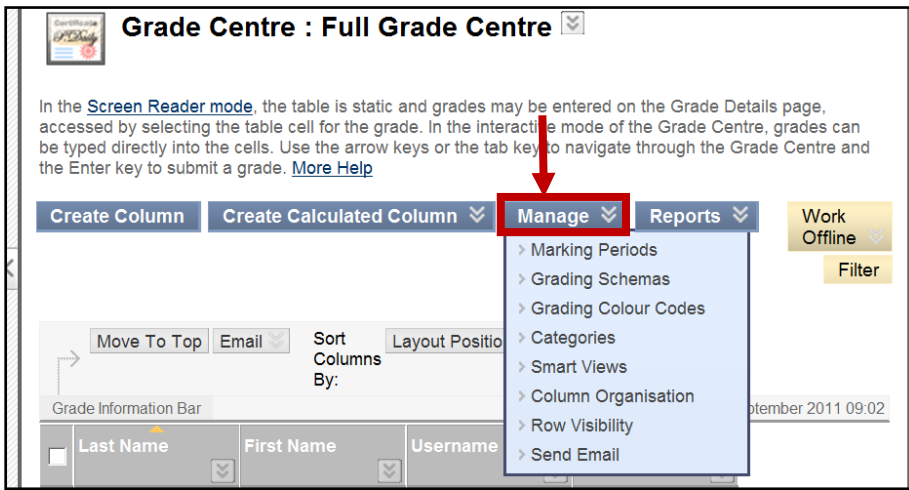 Certificate
P. Daily
Grade Centre : Full Grade Centre
In the Screen Reader mode, the table is static and grades may be entered on the Grade Details page,
accessed by selecting the table cell for the grade. In the interactive mode of the Grade Centre, grades can
be typed directly into the cells. Use the arrow keys or the tab key to navigate through the Grade Centre and
the Enter key to submit a grade. More Help
Create Column
Create Calculated Column
Manage
Reports
Work
Offline
Filter
Marking Periods
Grading Schemas
Grading Colour Codes
Categories
Smart Views
Column Organisation
Row Visibility
Send Email
Move To Top
Email
Sort
Columns
By:
Layout Positio
Grade Information Bar
ptember 2011 09:02
Last Name
First Name
Username